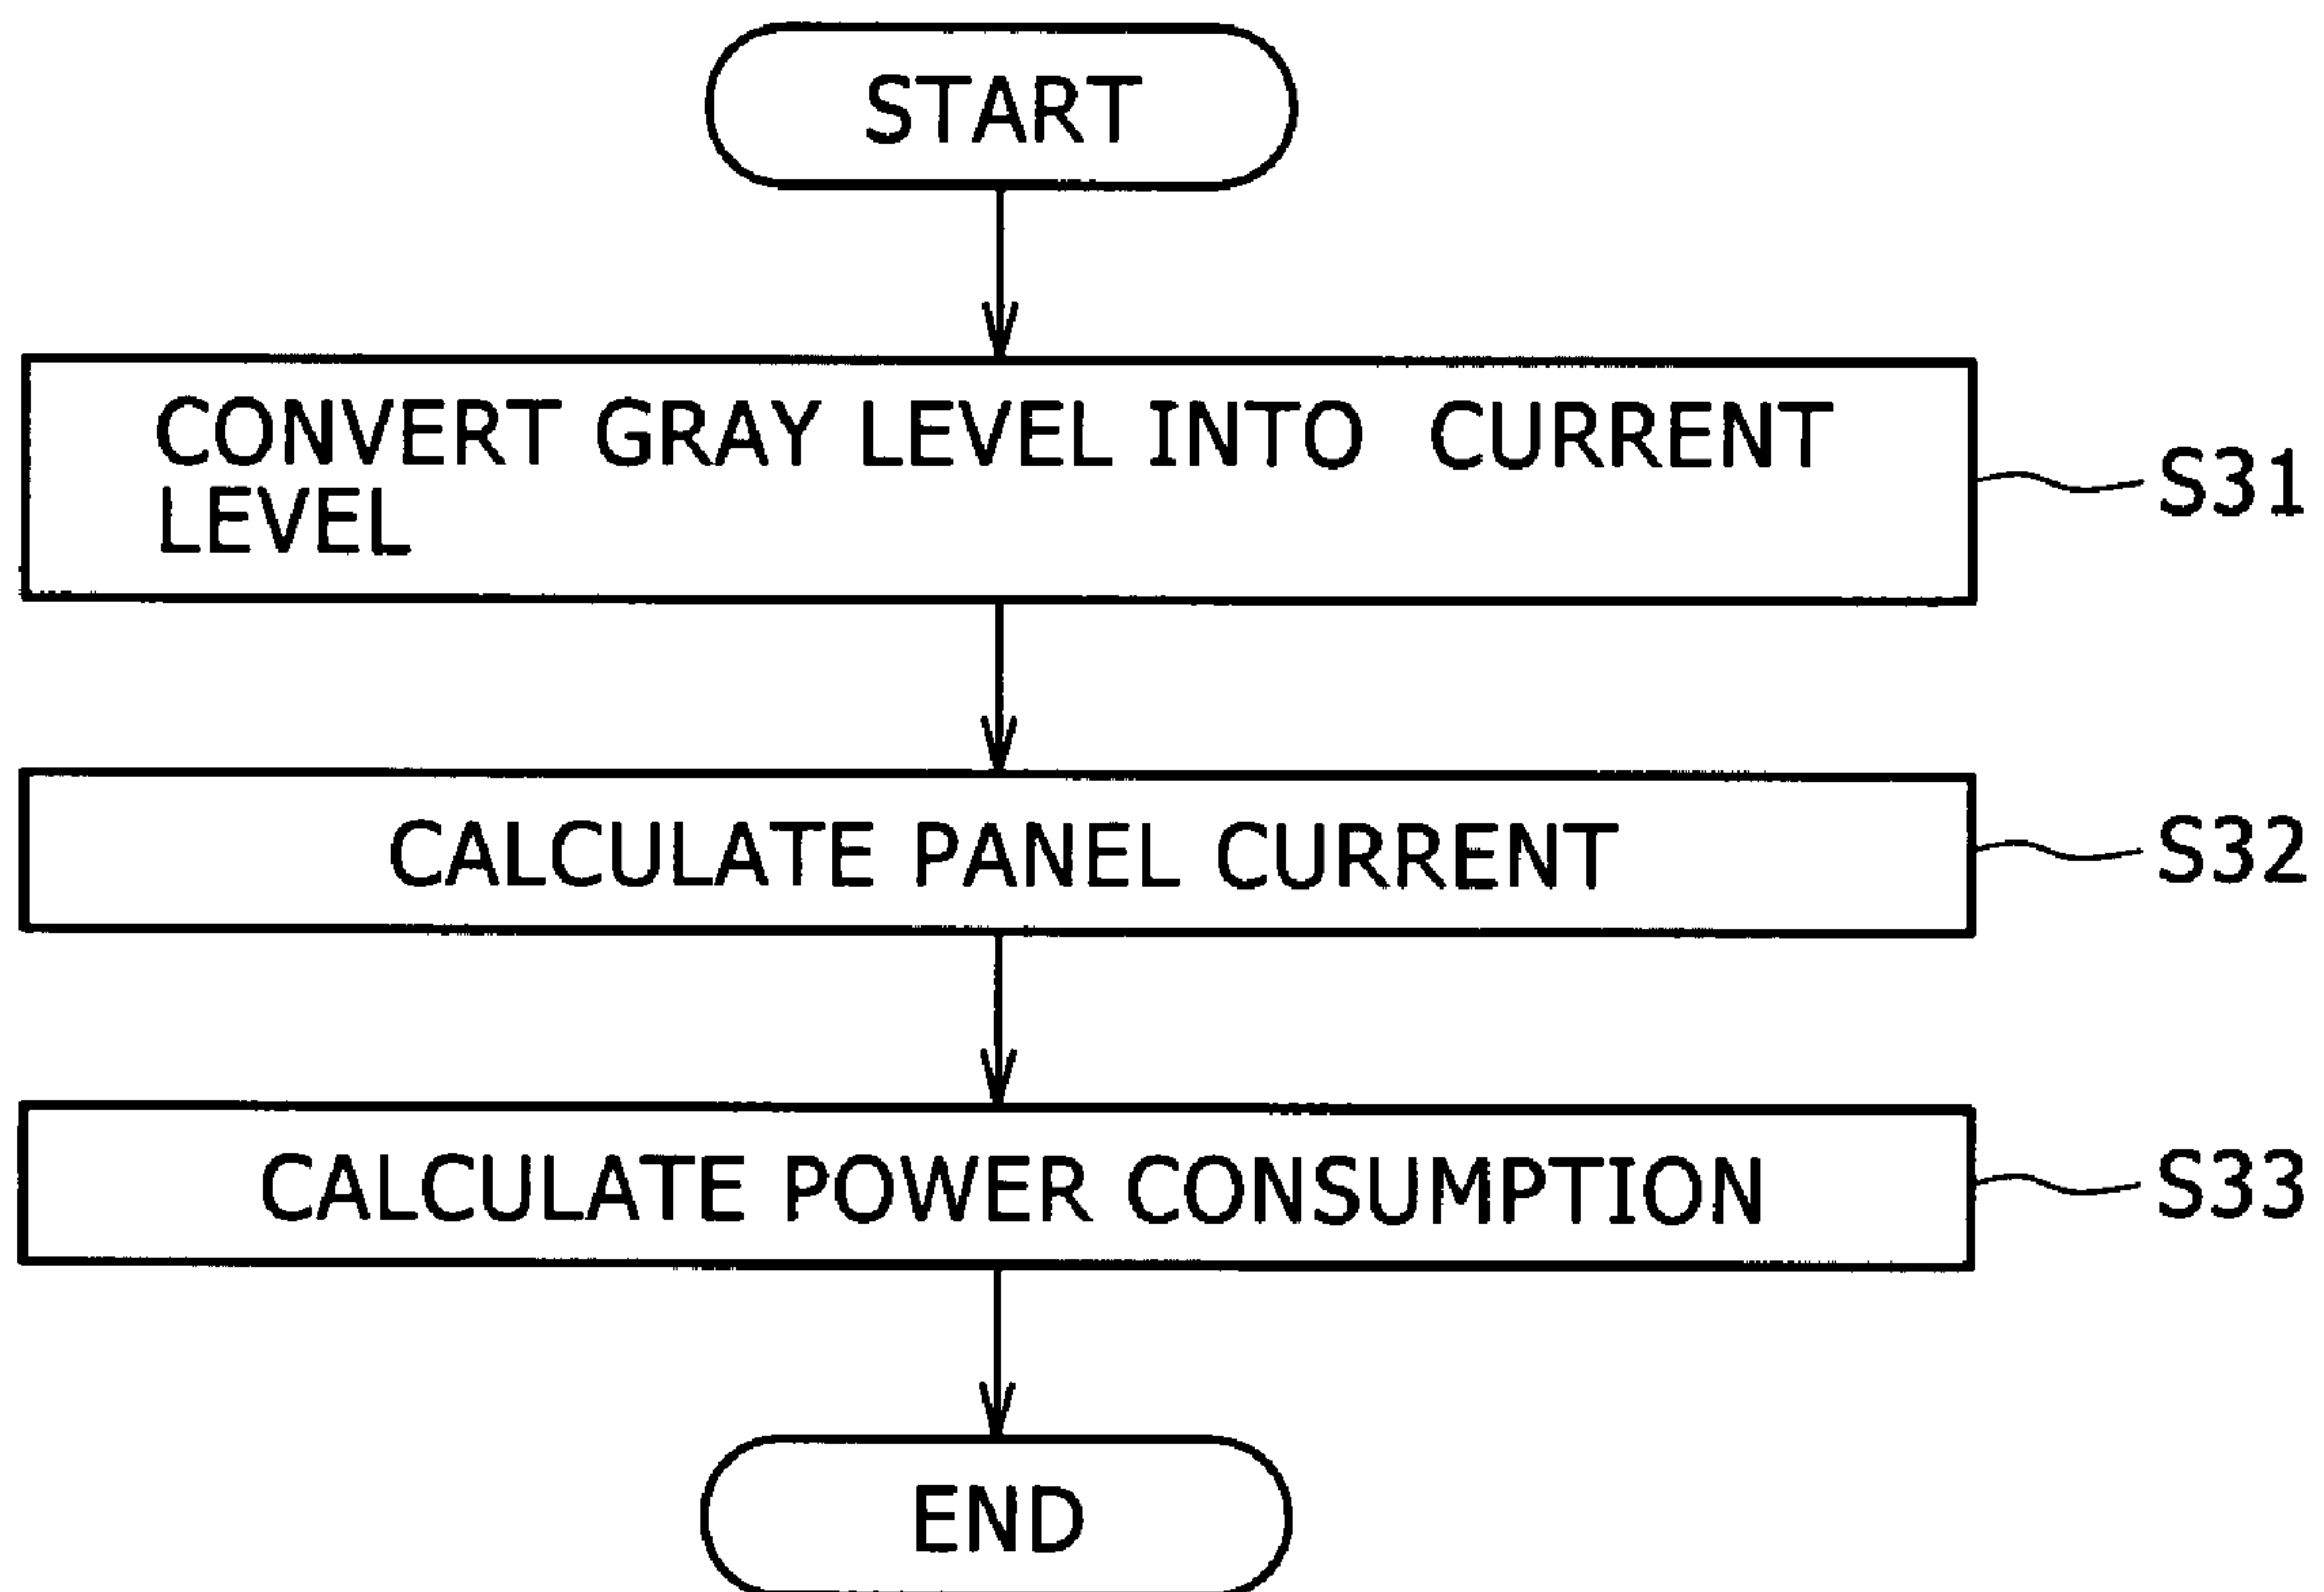 START
CONVERT GRAY LEVEL INTO CURRENT
LEVEL
S31
CALCULATE PANEL CURRENT
S32
CALCULATE POWER CONSUMPTION
S33
END